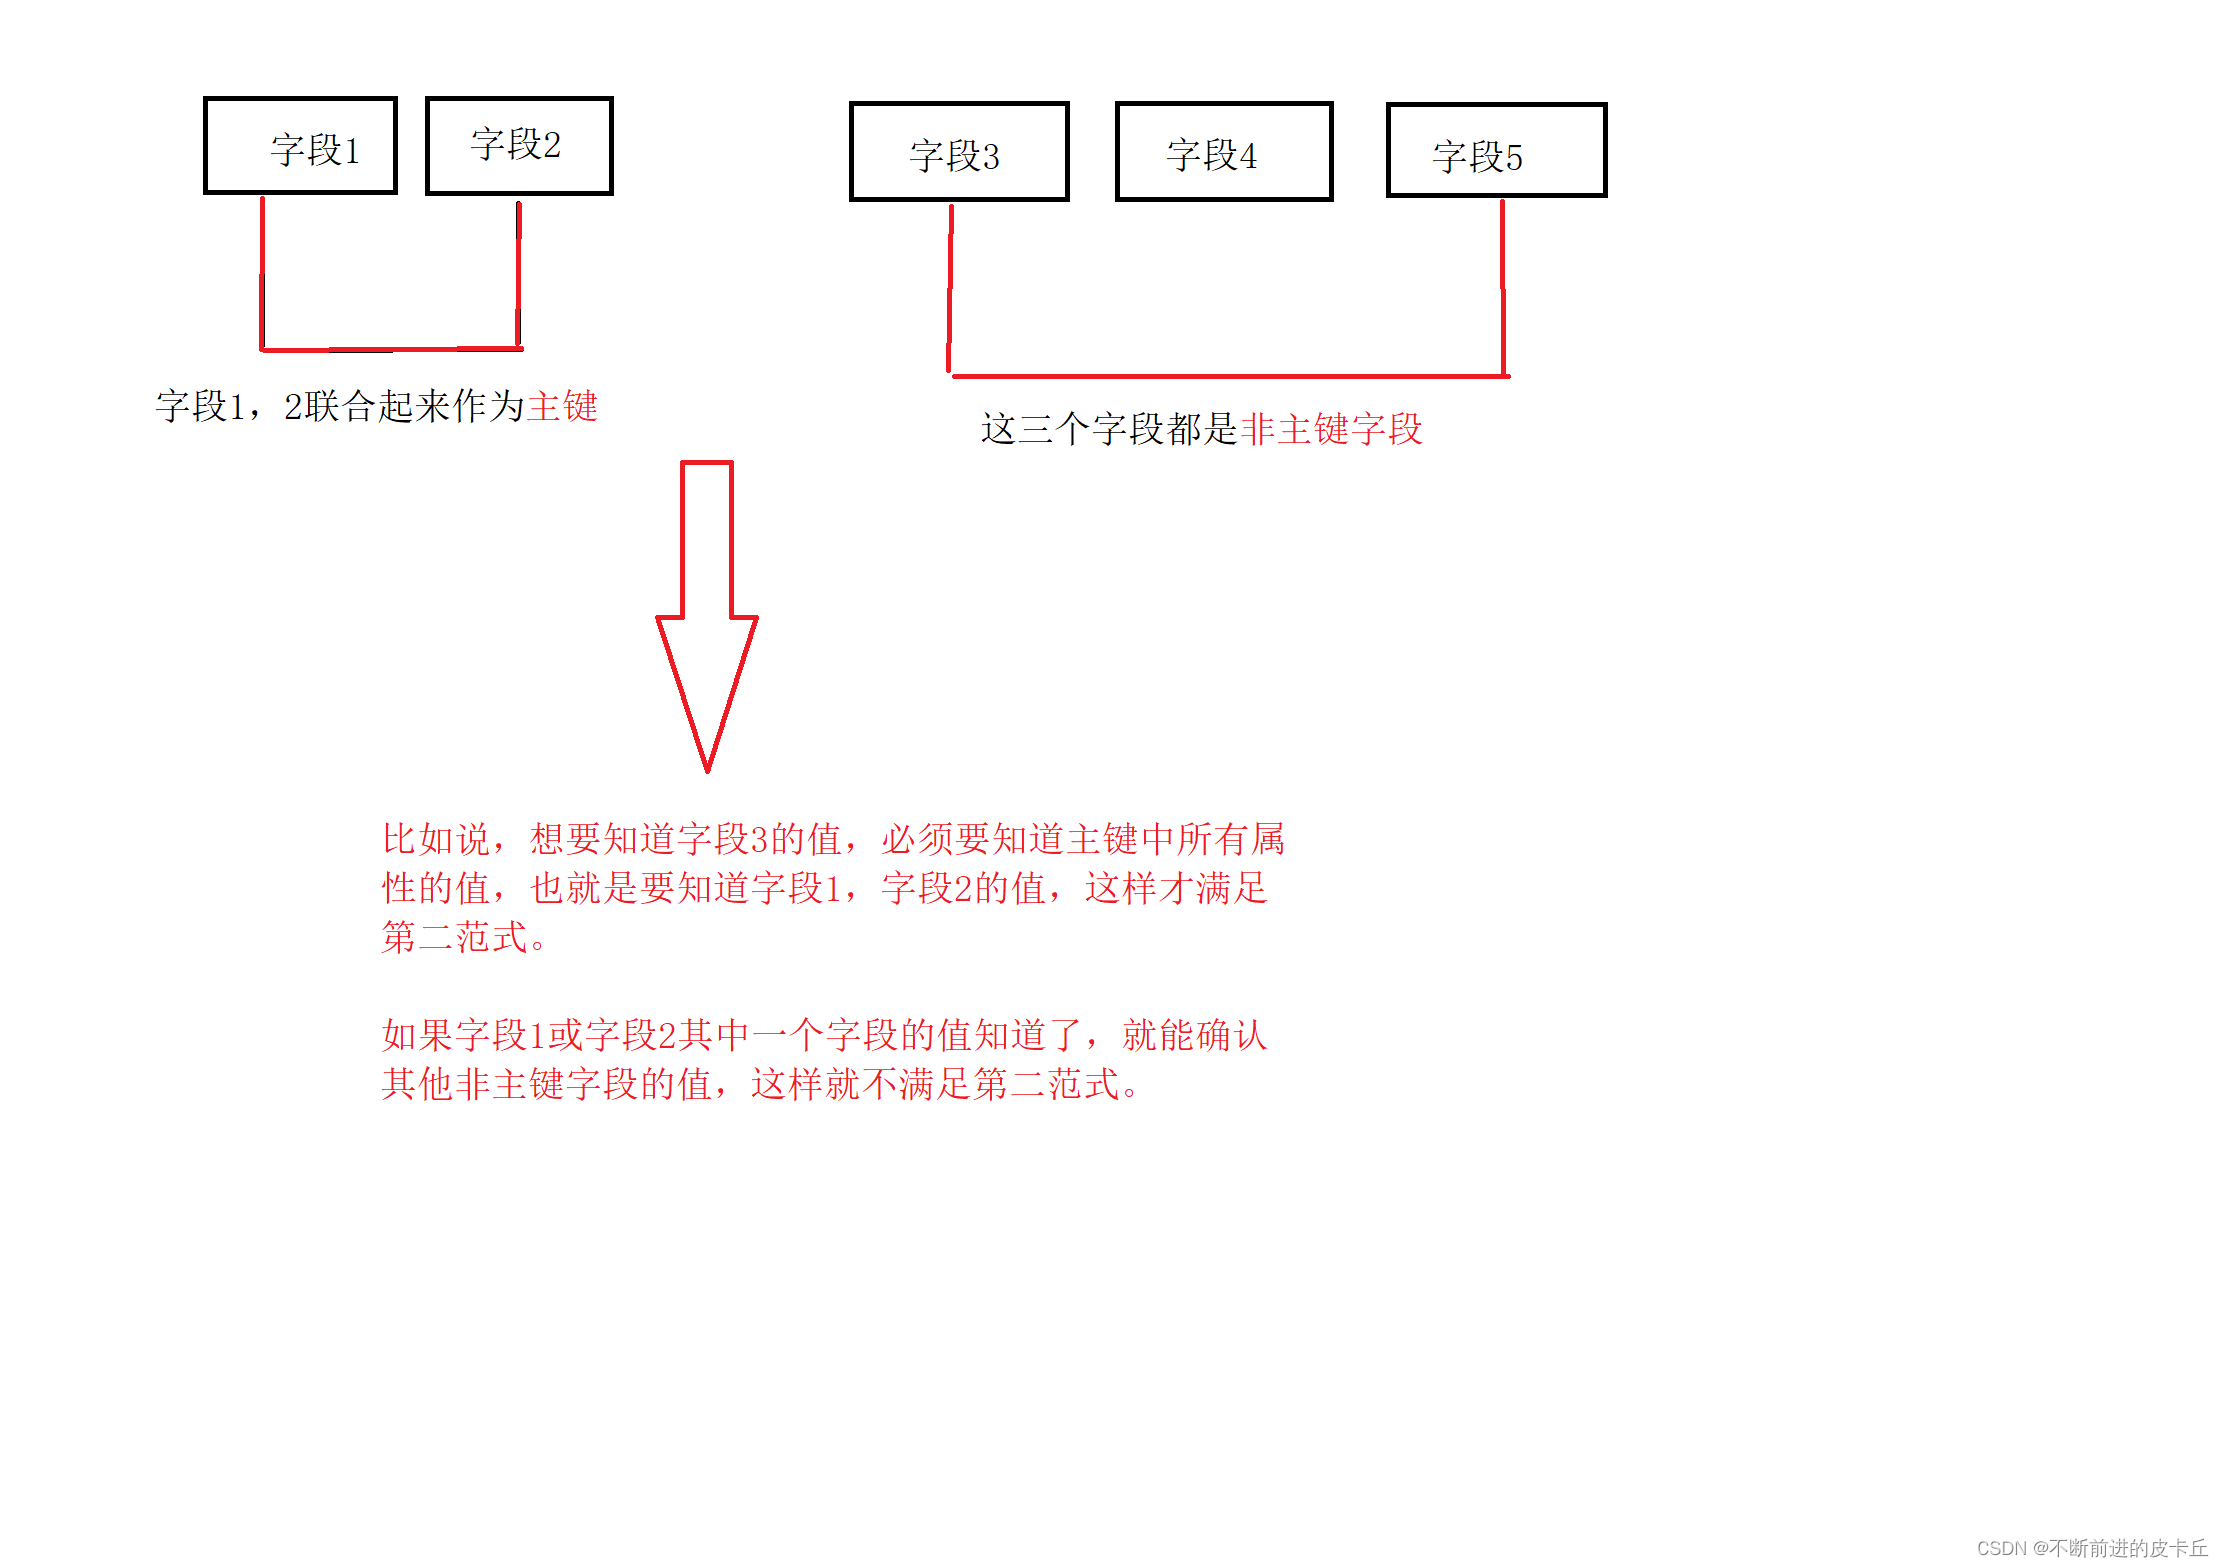 字段1
字段2
字段3
字段4
字段5
字段1，2联合起来作为主键
这三个字段都是非主键字段
比如说，想要知道字段3的值，必须要知道主键中所有属
性的值，也就是要知道字段1，字段2的值，这样才满足
第二范式。
如果字段1或字段2其中一个字段的值知道了，就能确认
其他非主键字段的值，这样就不满足第二范式。
CSDN @不断前进的皮卡丘